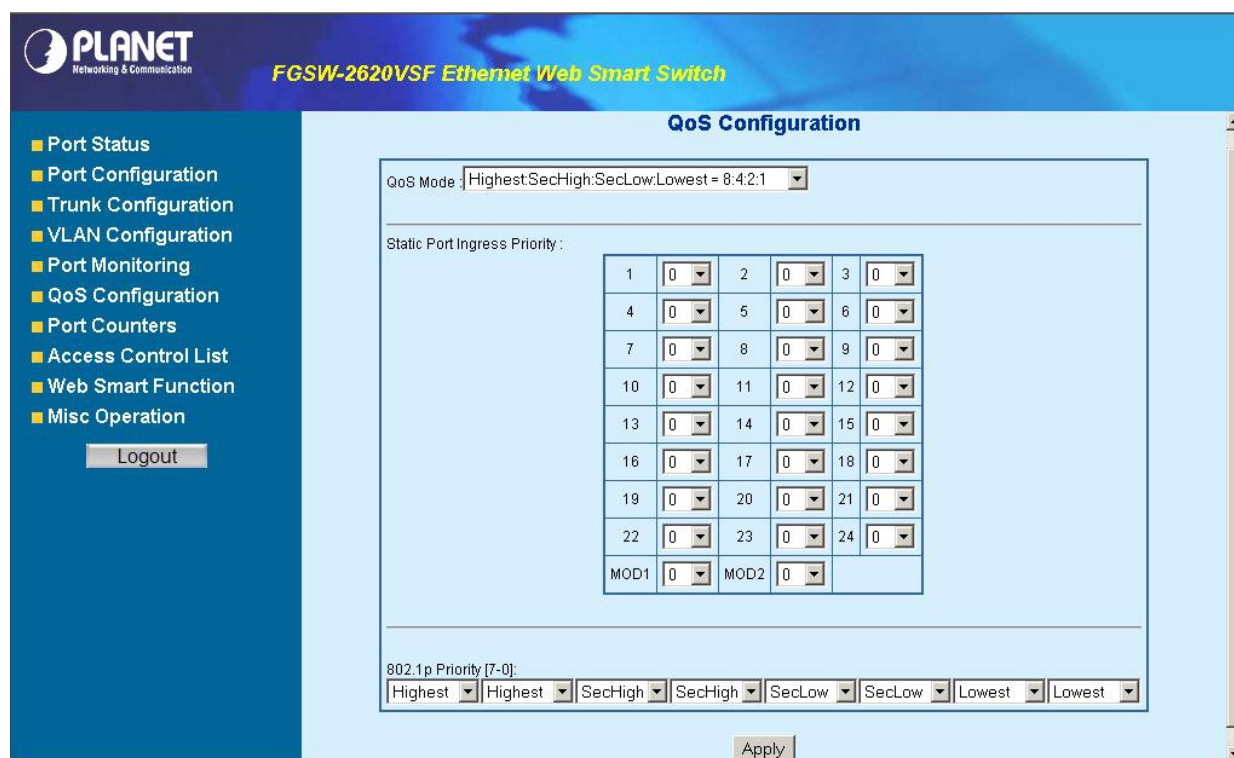 PLANET
Networking & Communication
FGSW-2620VSF Ethernet Web Smart Switch
Port Status
Port Configuration
Trunk Configuration
VLAN Configuration
Port Monitoring
QoS Configuration
Port Counters
Access Control List
Web Smart Function
Misc Operation
Logout
QoS Configuration
QoS Mode : Highest:SecHigh:SecLow:Lowest = 8:4:2:1
Static Port Ingress Priority :
1 0 2 0 3 0
4 0 5 0 6 0
7 0 8 0 9 0
10 0 11 0 12 0
13 0 14 0 15 0
16 0 17 0 18 0
19 0 20 0 21 0
22 0 23 0 24 0
MOD1 0 MOD2 0
802.1p Priority [7-0]:
Highest Highest SecHigh SecHigh SecLow SecLow Lowest Lowest
Apply